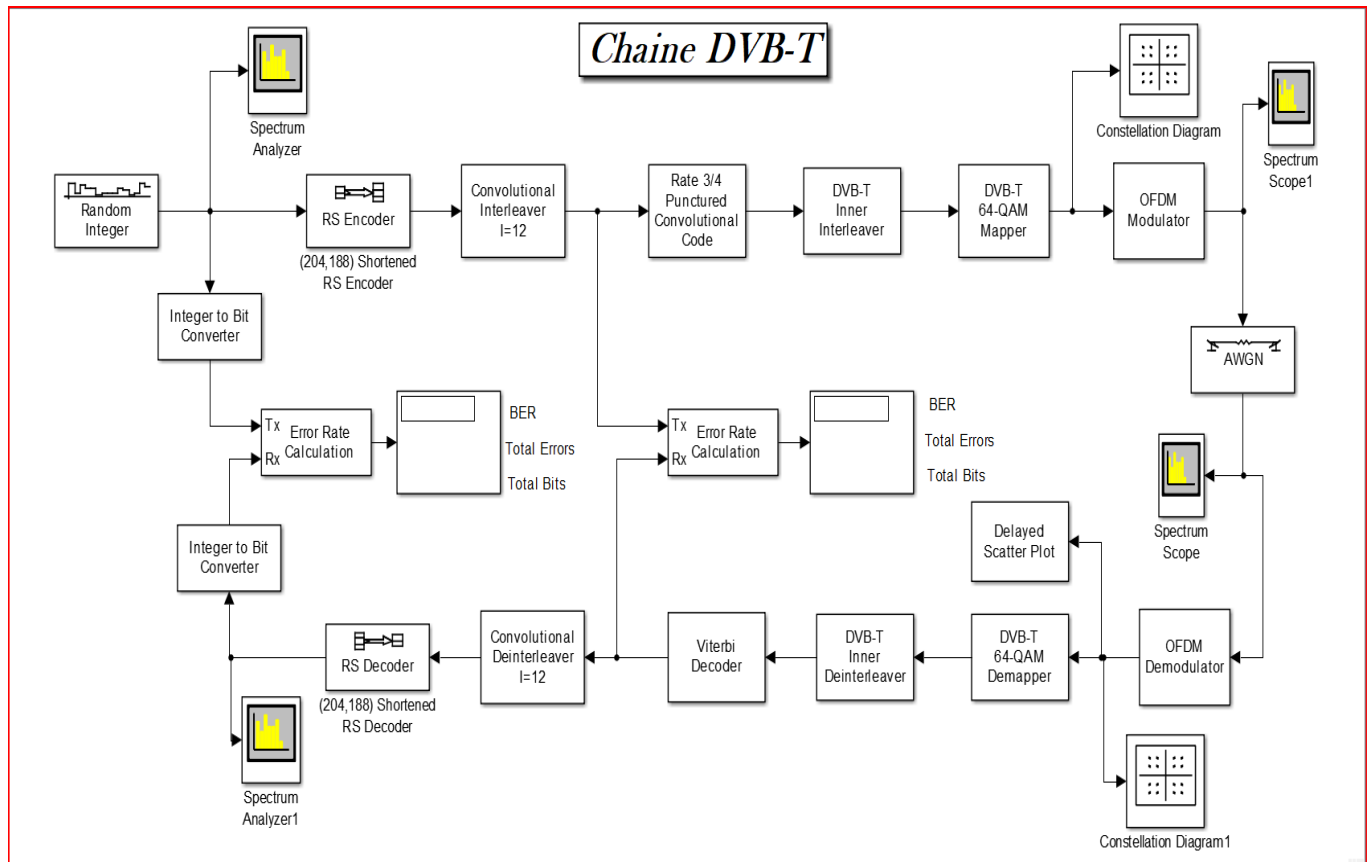 Chaine DVB-T
Spectrum
Analyzer
Constellation Diagram
Spectrum
Scope1
Random
Integer
RS Encoder
(204,188) Shortened
RS Encoder
Convolutional
Interleaver
I=12
Rate 3/4
Punctured
Convolutional
Code
DVB-T
Inner
Interleaver
DVB-T
64-QAM
Mapper
OFDM
Modulator
Integer to Bit
Converter
AWGN
Tx
Rx
Error Rate
Calculation
BER
Total Errors
Total Bits
Tx
Rx
Error Rate
Calculation
BER
Total Errors
Total Bits
Spectrum
Scope
Integer to Bit
Converter
Delayed
Scatter Plot
RS Decoder
(204,188) Shortened
RS Decoder
Convolutional
Deinterleaver
I=12
Viterbi
Decoder
DVB-T
Inner
Deinterleaver
DVB-T
64-QAM
Demapper
OFDM
Demodulator
Spectrum
Analyzer1
Constellation Diagram1